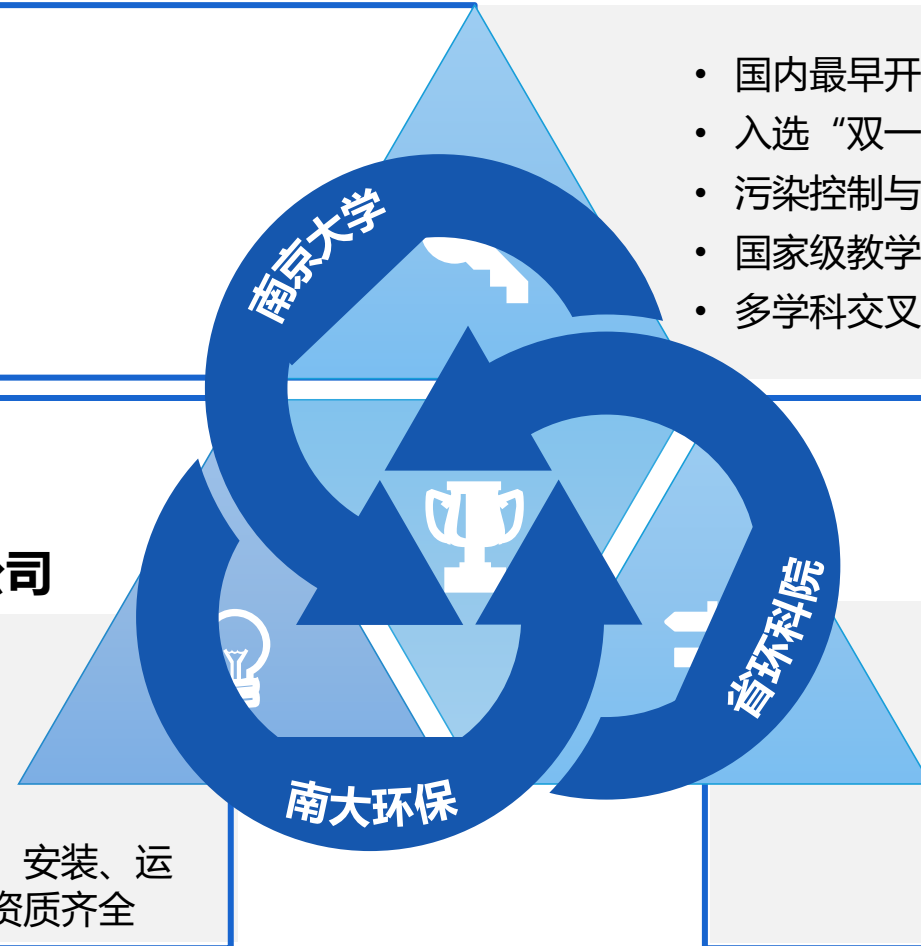 • 国内最早开
• 入选“双一
• 污染控制与
• 国家级教学
• 多学科交叉
南京大学
公司
省环科院
南大环保
、安装、运
资质齐全